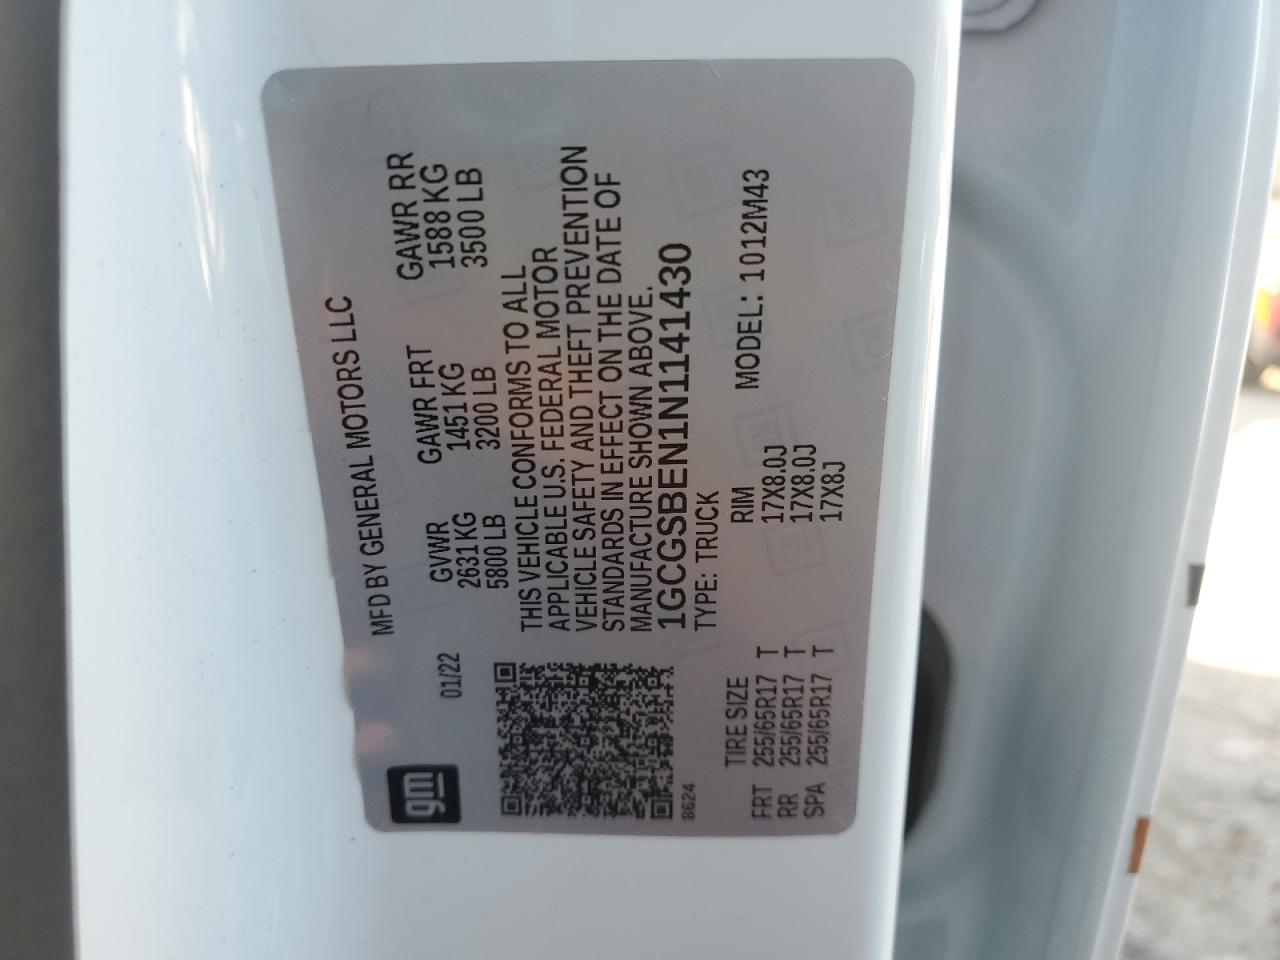 gm
MFD BY GENERAL MOTORS LLC
01/22
GVWR GAWR FRT GAWR RR
2631 KG 1451 KG 1588 KG
5800 LB 3200 LB 3500 LB
THIS VEHICLE CONFORMS TO ALL
APPLICABLE U.S. FEDERAL MOTOR
VEHICLE SAFETY AND THEFT PREVENTION
STANDARDS IN EFFECT ON THE DATE OF
MANUFACTURE SHOWN ABOVE.
1GCGSBEN1N1141430
8624
TYPE: TRUCK
MODEL: 1012M43
TIRE SIZE RIM
FRT 255/65R17 T 17X8.0J
RR 255/65R17 T 17X8.0J
SPA 255/65R17 T 17X8J